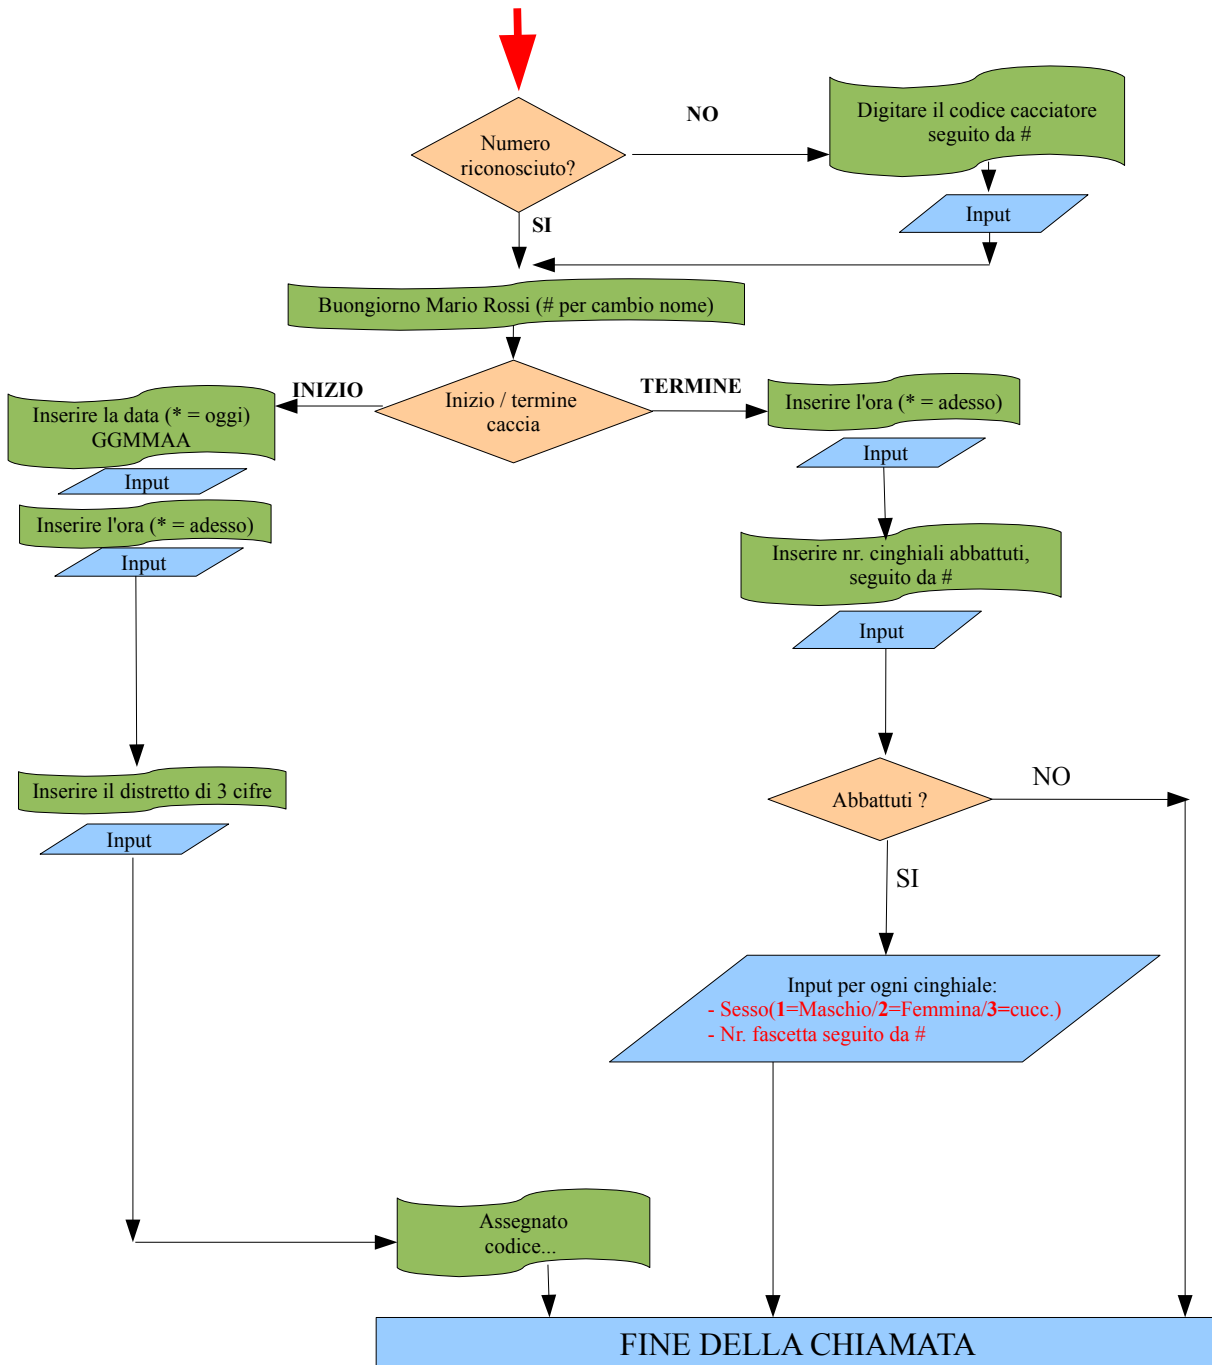 Numero
riconosciuto?
NO
Digitare il codice cacciatore
seguito da #
Input
SI
Buongiorno Mario Rossi (# per cambio nome)
Inizio / termine
caccia
INIZIO
Inserire la data (* = oggi)
GGMMAA
Input
Inserire l'ora (* = adesso)
Input
Inserire il distretto di 3 cifre
Input
TERMINE
Inserire l'ora (* = adesso)
Input
Inserire nr. cinghiali abbattuti,
seguito da #
Input
Abbattuti ?
NO
SI
Input per ogni cinghiale:
- Sesso(1=Maschio/2=Femmina/3=cucc.)
- Nr. fascetta seguito da #
Assegnato
codice...
FINE DELLA CHIAMATA